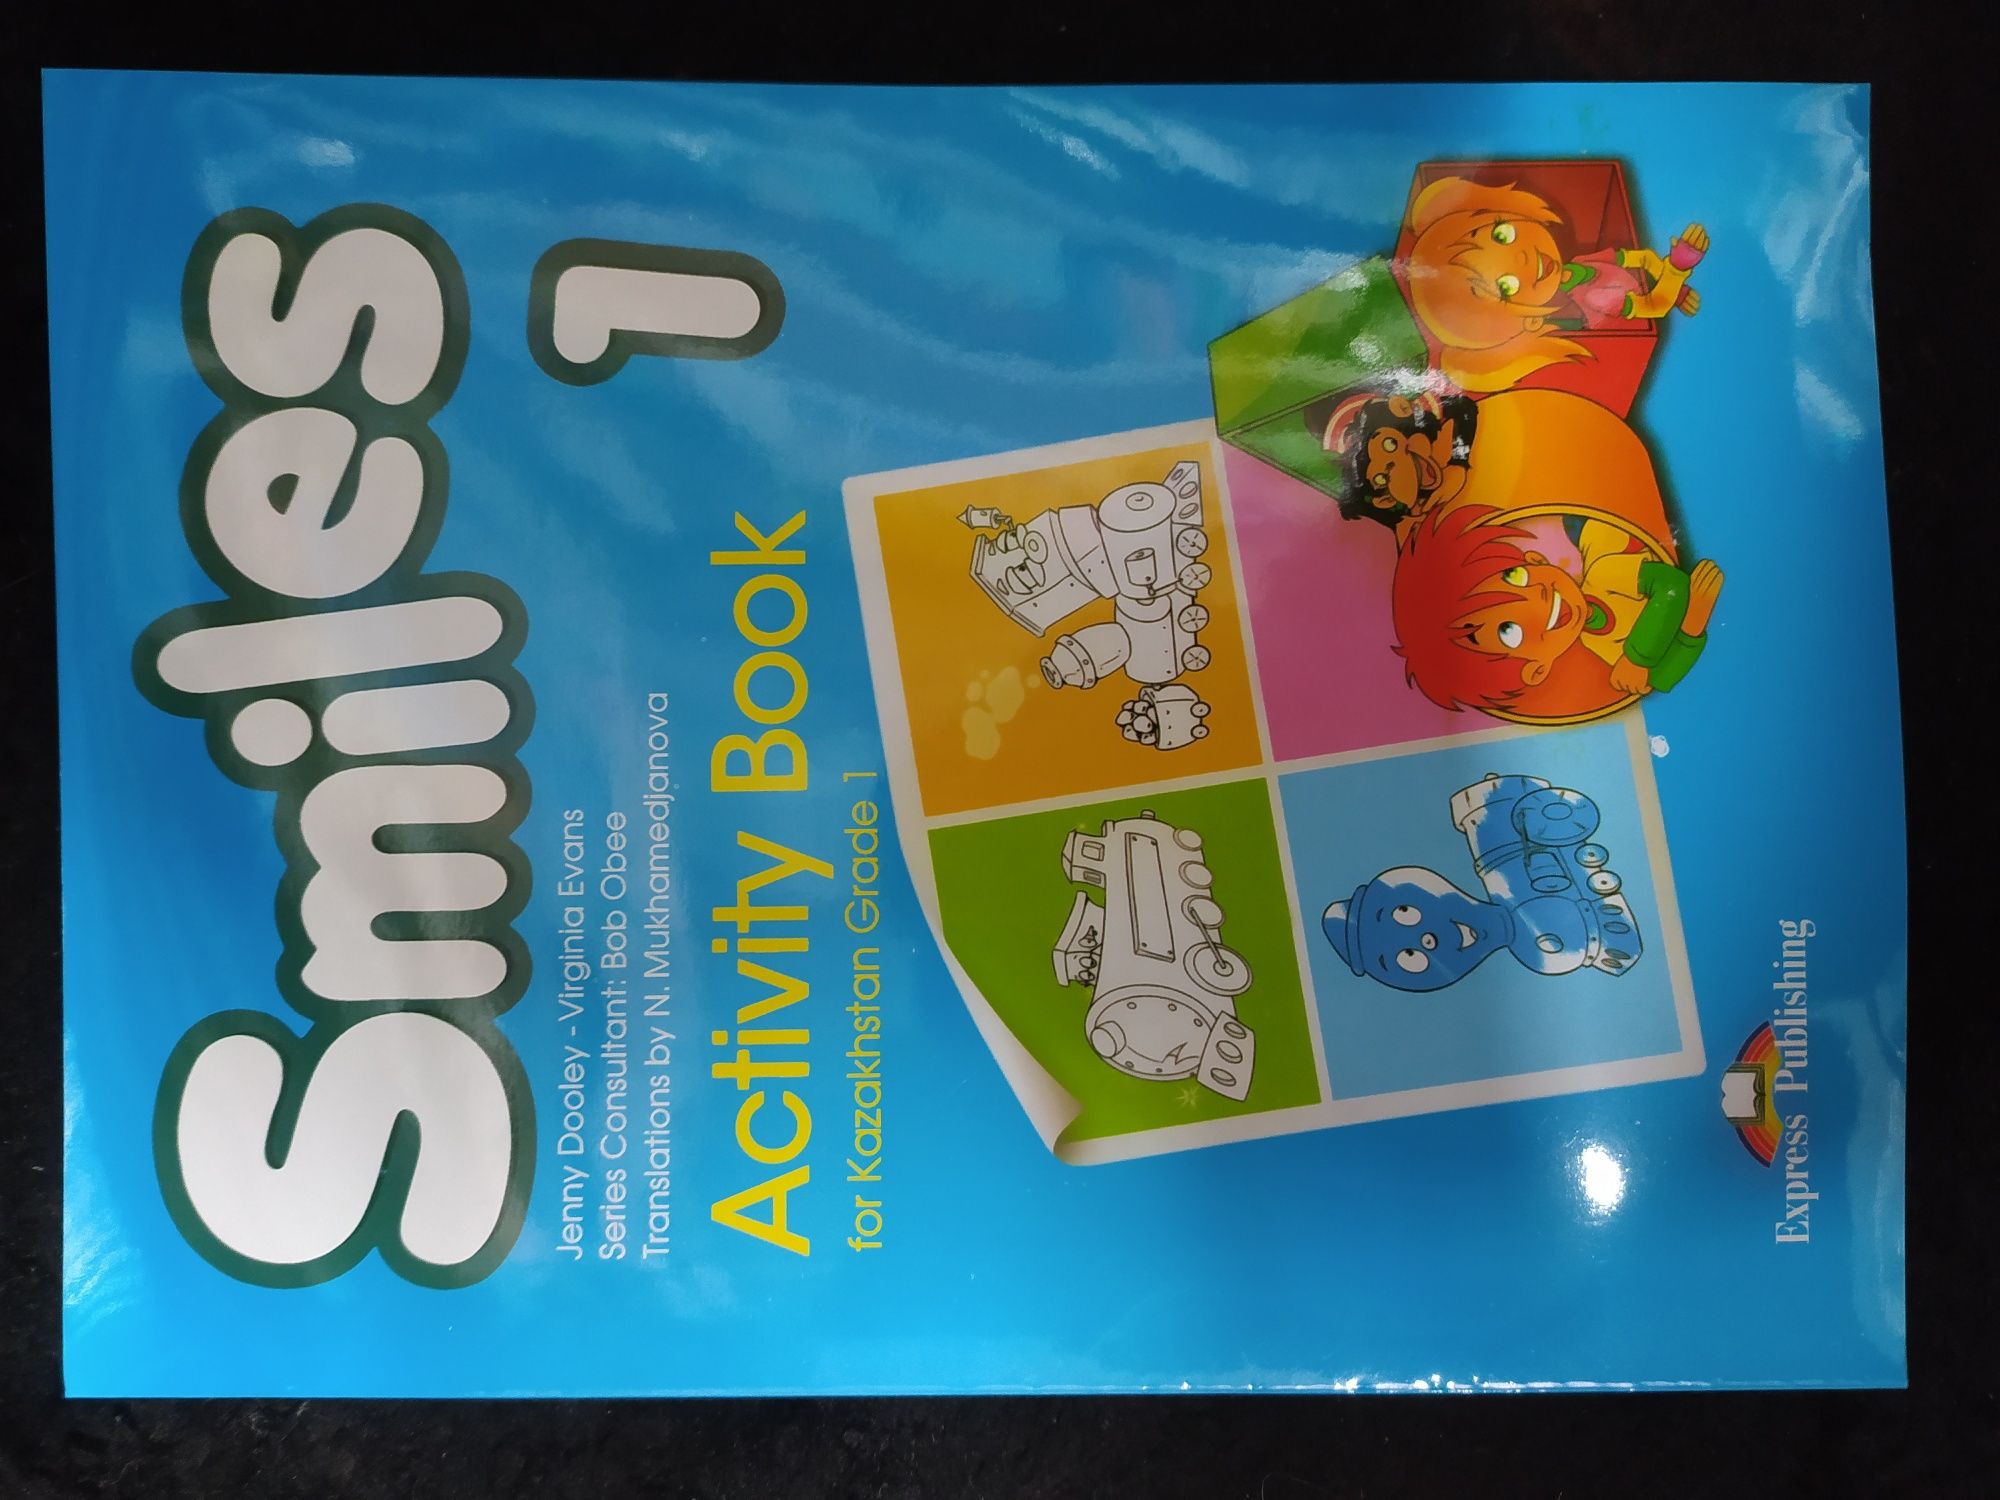 Smiles
1
Jenny Dooley - Virginia Evans
Series Consultant: Bob Obee
Translations by N. Mukhamedjanova
Activity Book
for Kazakhstan Grade 1
Express Publishing